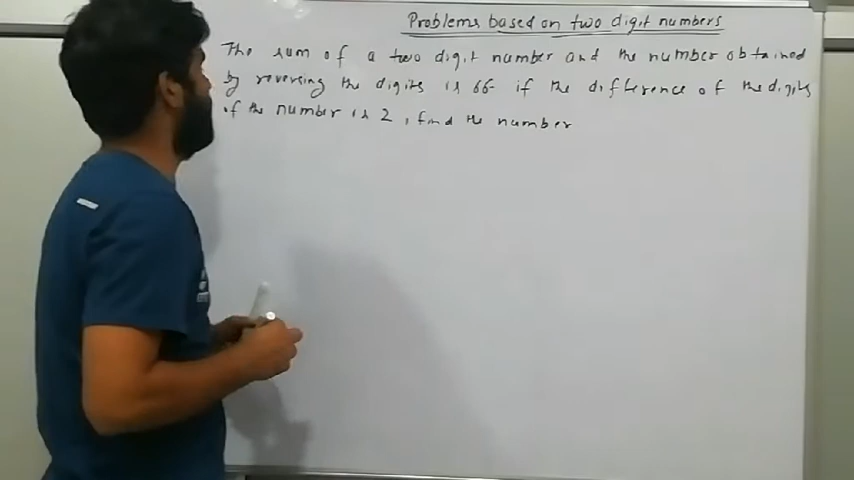 Problems based on two digit numbers
The sum of a two digit number and the number obtained
by reversing the digits is 66 if the difference of the digits
of the number is 2, find the number